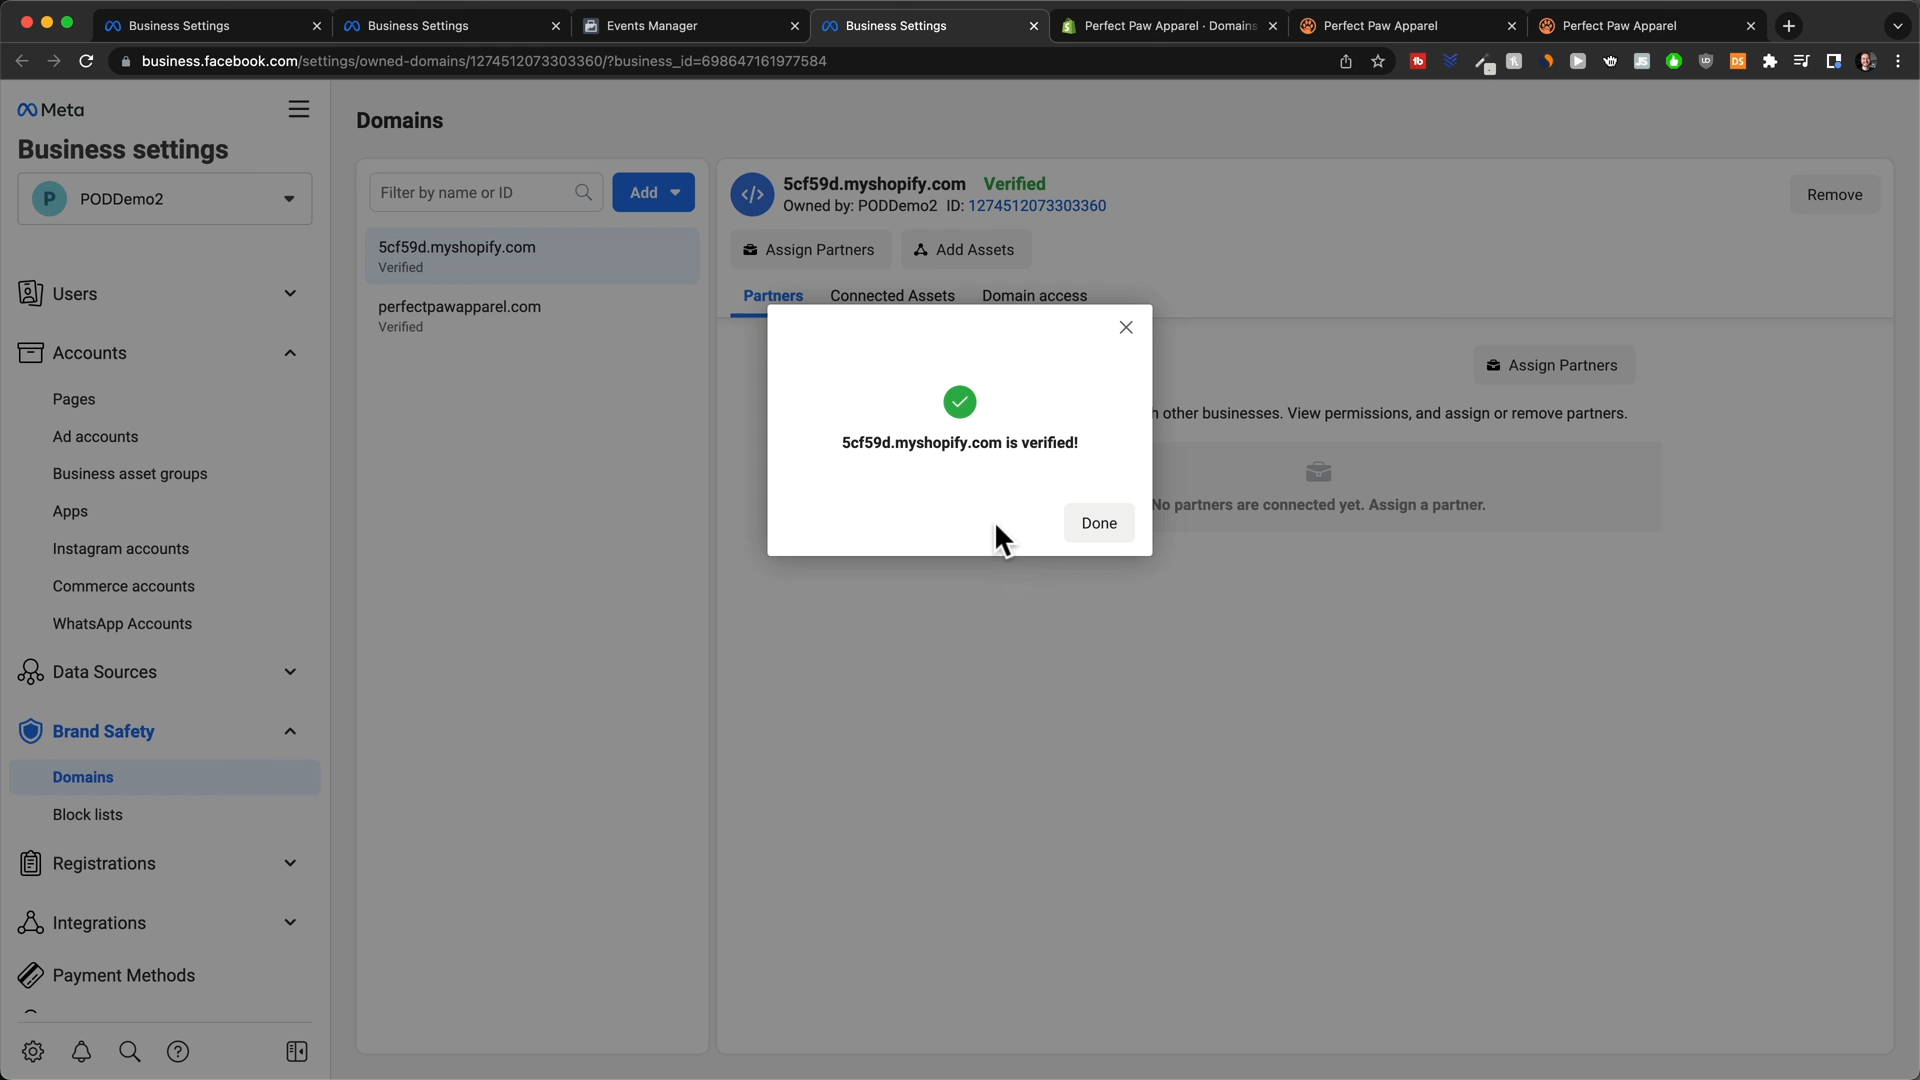 Business Settings
Business Settings
Events Manager
Business Settings
Perfect Paw Apparel · Domains
Perfect Paw Apparel
Perfect Paw Apparel
business.facebook.com/settings/owned-domains/1274512073303360/?business_id=698647161977584
Meta
Business settings
P PODDemo2
Users
Accounts
Pages
Ad accounts
Business asset groups
Apps
Instagram accounts
Commerce accounts
WhatsApp Accounts
Data Sources
Brand Safety
Domains
Block lists
Registrations
Integrations
Payment Methods
Domains
Filter by name or ID
Add
5cf59d.myshopify.com
Verified
perfectpawapparel.com
Verified
5cf59d.myshopify.com Verified
Owned by: PODDemo2 ID: 1274512073303360
Remove
Assign Partners
Add Assets
Partners
Connected Assets
Domain access
Assign Partners
other businesses. View permissions, and assign or remove partners.
No partners are connected yet. Assign a partner.
5cf59d.myshopify.com is verified!
Done